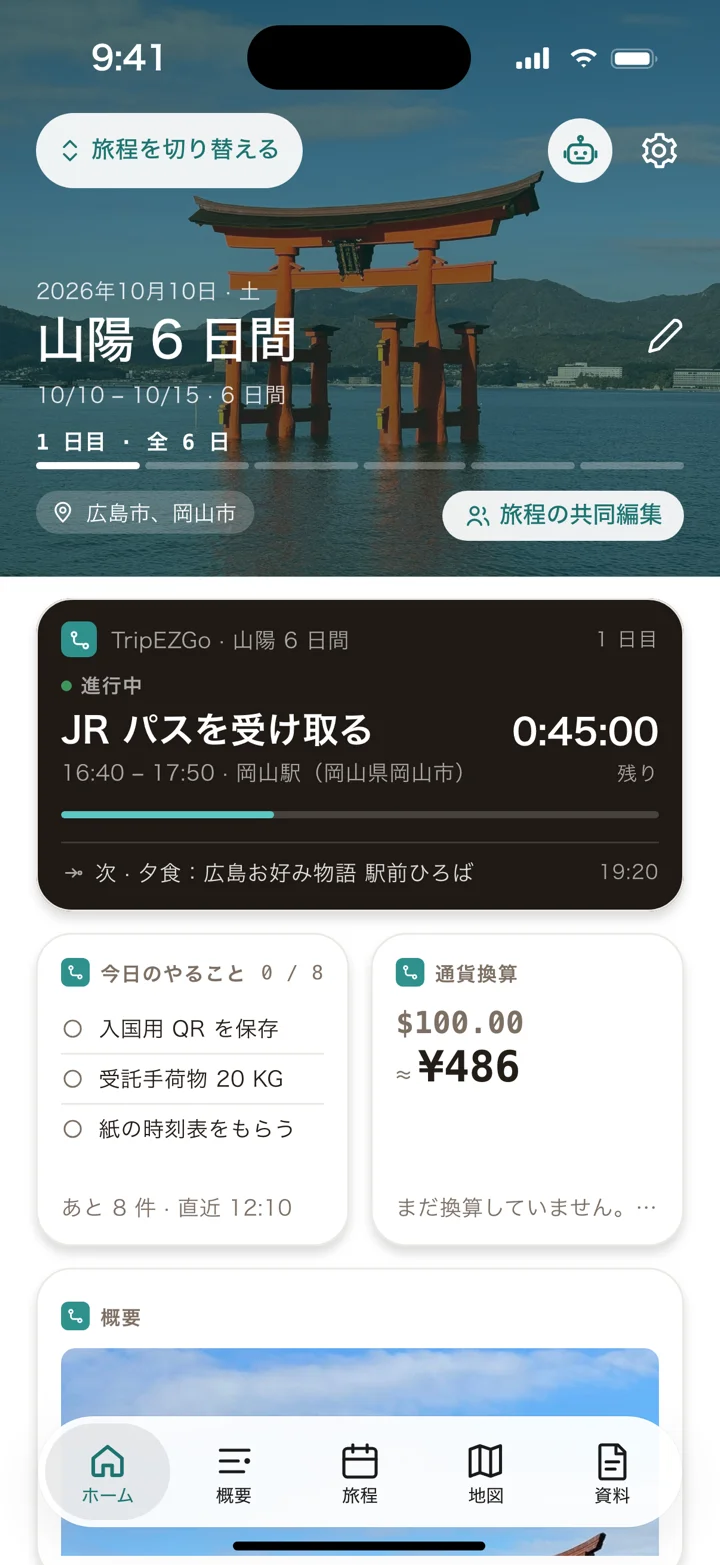 9:41
旅程を切り替える
2026年10月10日 · 土
山陽 6 日間
10/10 – 10/15 · 6 日間
1 日目 · 全 6 日
広島市、岡山市
旅程の共同編集
TripEZGo · 山陽 6 日間
1 日目
進行中
JR パスを受け取る
0:45:00
16:40 – 17:50 · 岡山駅（岡山県岡山市）
残り
次 · 夕食：広島お好み物語 駅前ひろば
19:20
今日のやること 0 / 8
入国用 QR を保存
受託手荷物 20 KG
紙の時刻表をもらう
あと 8 件 · 直近 12:10
通貨換算
$100.00
≈ ¥486
まだ換算していません。…
概要
ホーム
概要
旅程
地図
資料